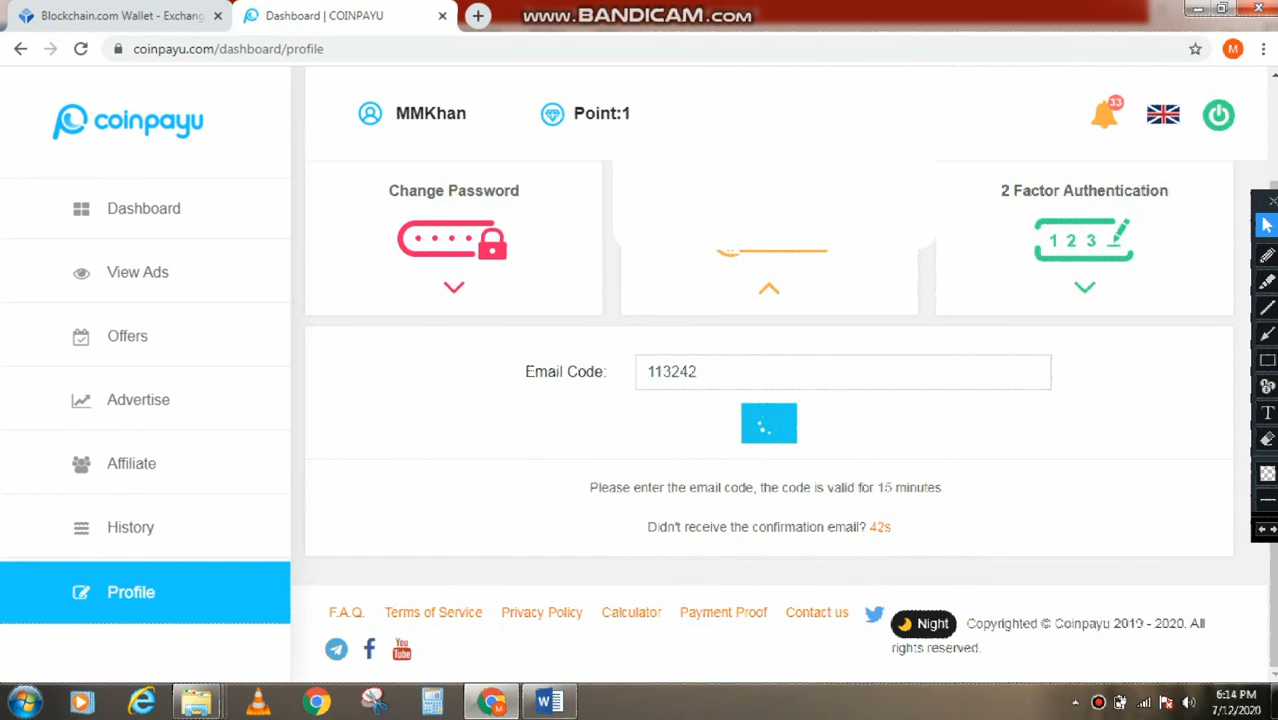 Blockchain.com Wallet - Exchang
Dashboard | COINPAYU
www.BANDICAM.com
coinpayu.com/dashboard/profile
M
coinpayu
MMKhan
Point:1
33
Dashboard
View Ads
Offers
Advertise
Affiliate
History
Profile
Change Password
2 Factor Authentication
1 2 3
Email Code:
113242
Please enter the email code, the code is valid for 15 minutes
Didn't receive the confirmation email? 42s
F.A.Q.
Terms of Service
Privacy Policy
Calculator
Payment Proof
Contact us
Night
Copyrighted © Coinpayu 2019 - 2020. All
rights reserved.
You
Tube
T
M
W
6:14 PM
7/12/2020